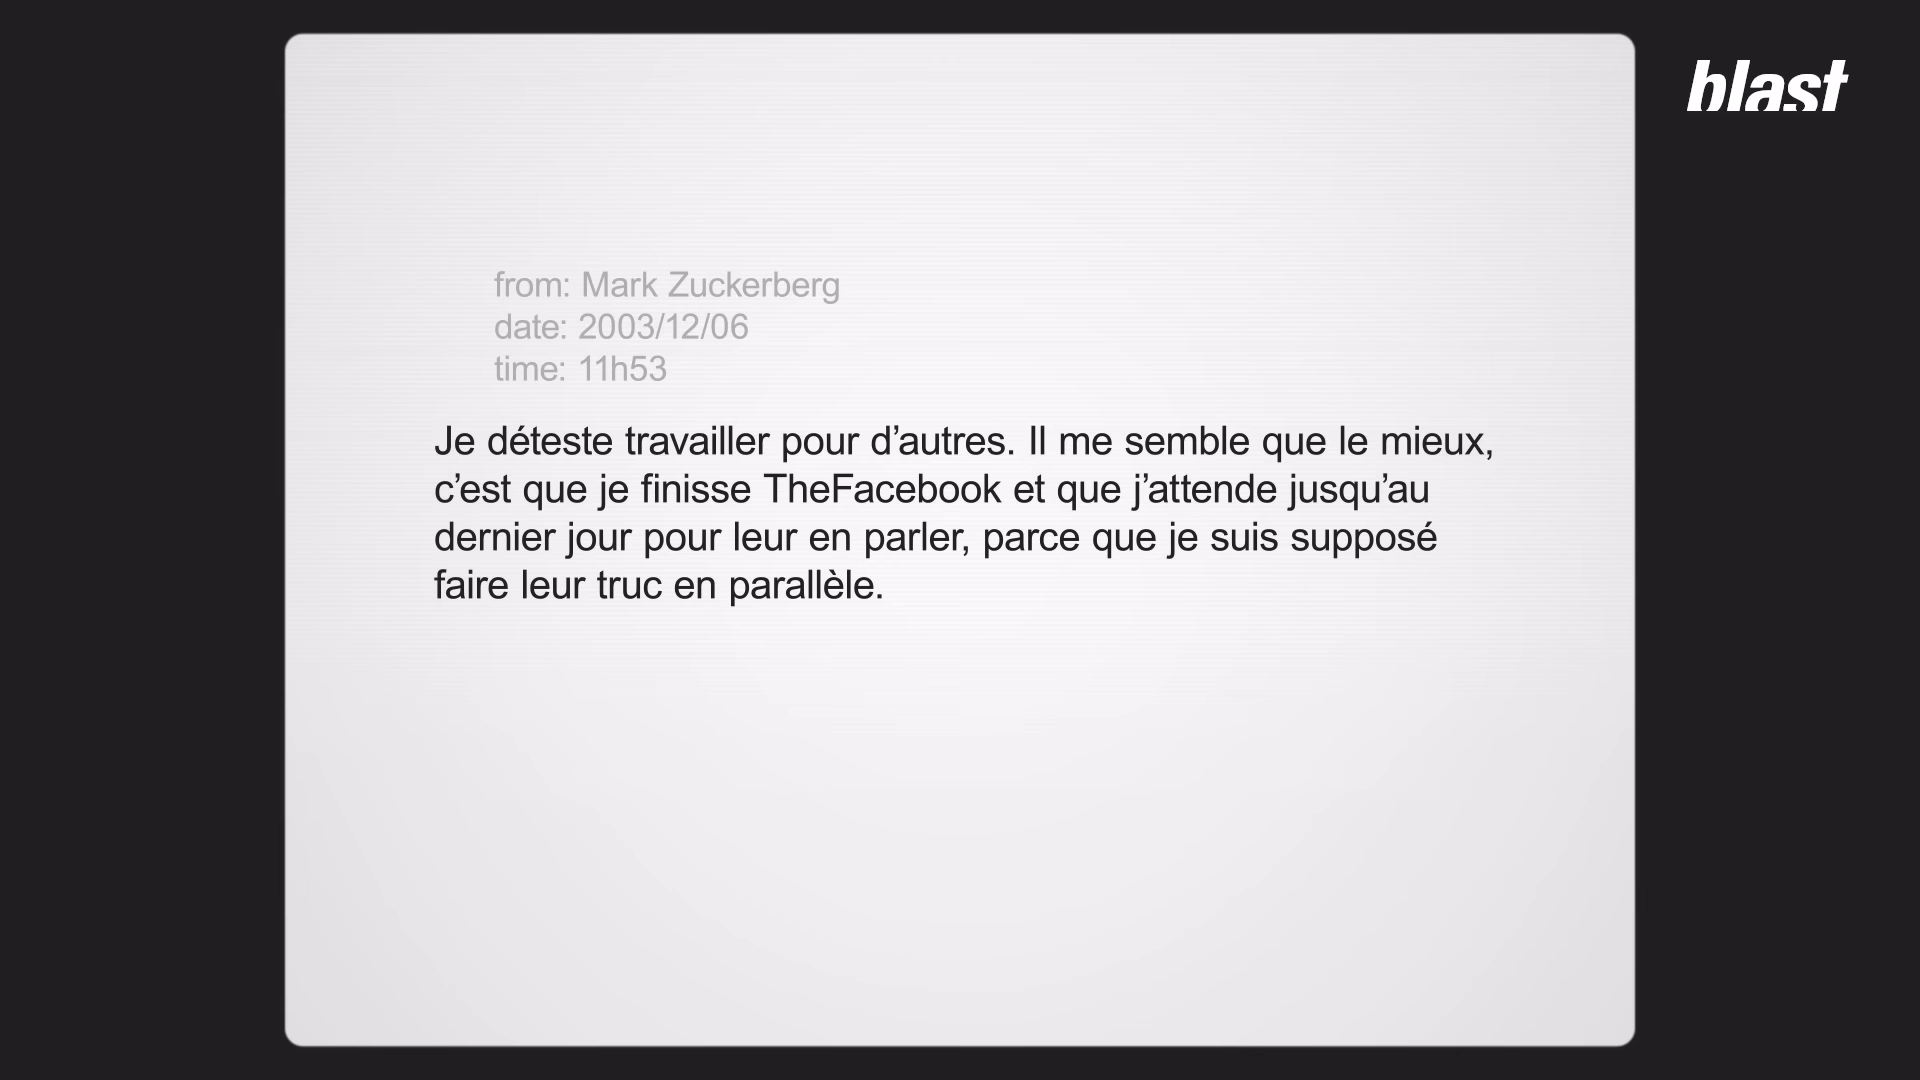 blast
from: Mark Zuckerberg
date: 2003/12/06
time: 11h53
Je déteste travailler pour d’autres. Il me semble que le mieux,
c’est que je finisse TheFacebook et que j’attende jusqu’au
dernier jour pour leur en parler, parce que je suis supposé
faire leur truc en parallèle.